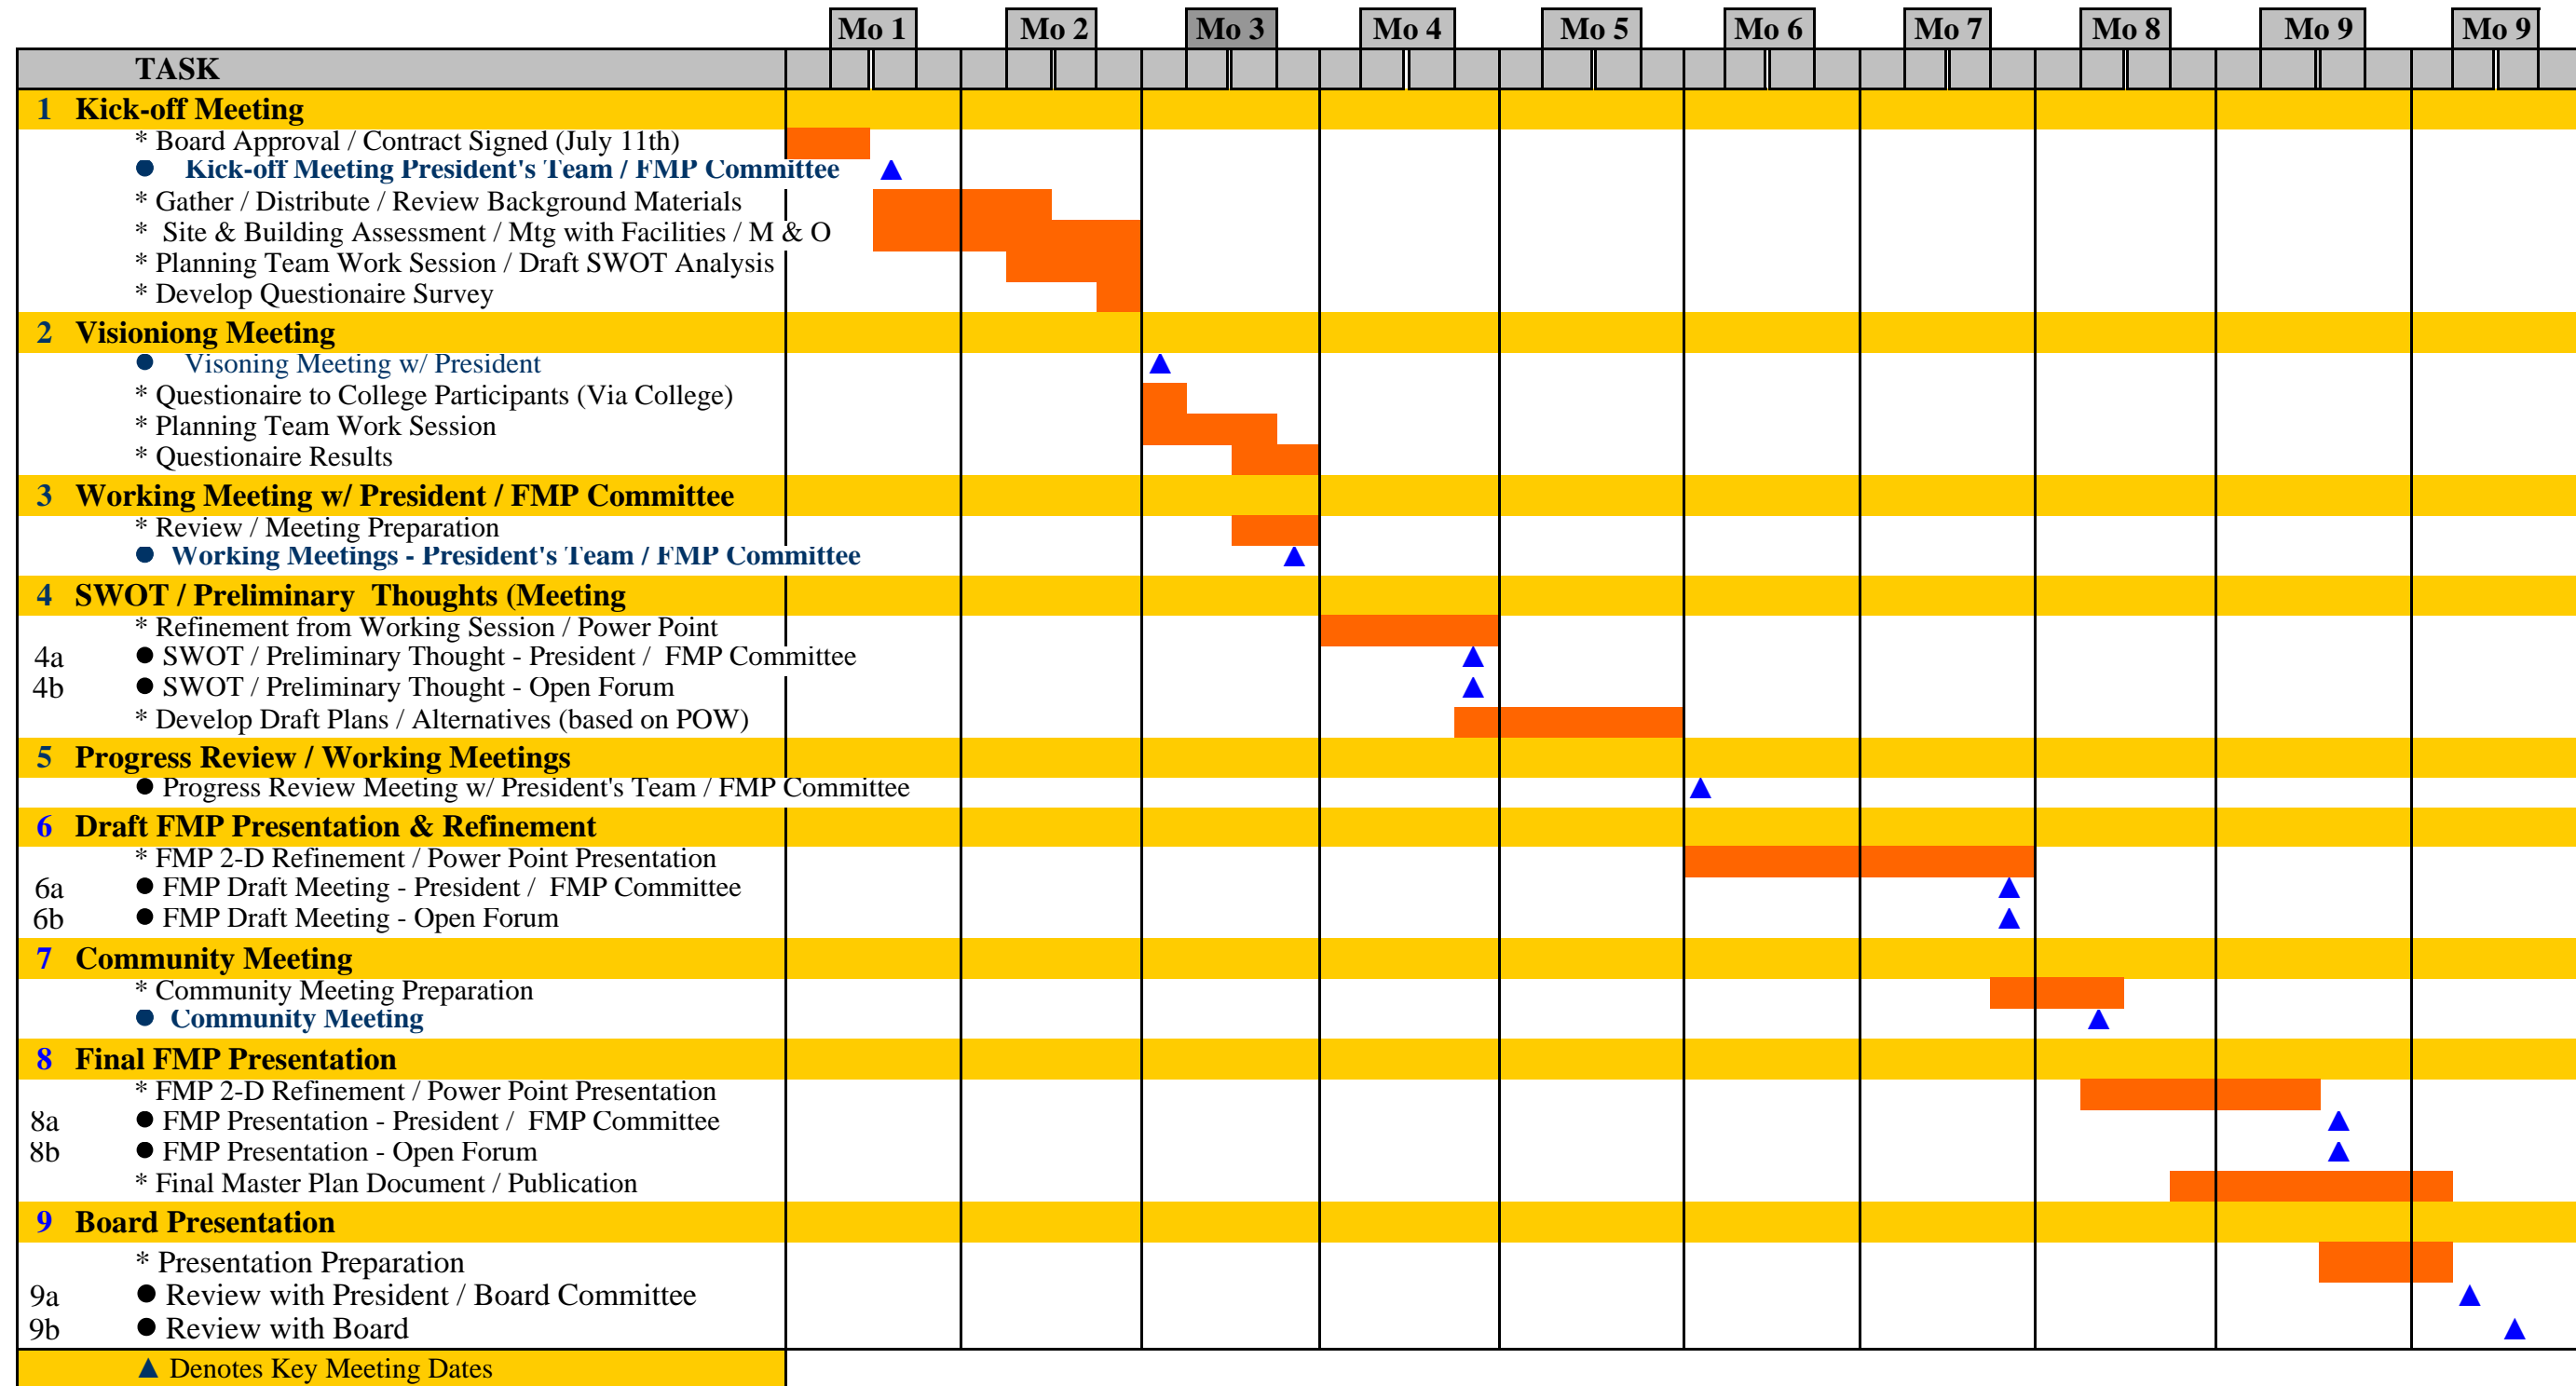 Mo 1 Mo 2 Mo 3 Mo 4 Mo 5 Mo 6 Mo 7 Mo 8 Mo 9 Mo 9
TASK
1 Kick-off Meeting
* Board Approval / Contract Signed (July 11th)
● Kick-off Meeting President's Team / FMP Committee
* Gather / Distribute / Review Background Materials
* Site & Building Assessment / Mtg with Facilities / M & O
* Planning Team Work Session / Draft SWOT Analysis
* Develop Questionaire Survey
2 Visioniong Meeting
● Visoning Meeting w/ President
* Questionaire to College Participants (Via College)
* Planning Team Work Session
* Questionaire Results
3 Working Meeting w/ President / FMP Committee
* Review / Meeting Preparation
● Working Meetings - President's Team / FMP Committee
4 SWOT / Preliminary Thoughts (Meeting
* Refinement from Working Session / Power Point
4a ● SWOT / Preliminary Thought - President / FMP Committee
4b ● SWOT / Preliminary Thought - Open Forum
* Develop Draft Plans / Alternatives (based on POW)
5 Progress Review / Working Meetings
● Progress Review Meeting w/ President's Team / FMP Committee
6 Draft FMP Presentation & Refinement
* FMP 2-D Refinement / Power Point Presentation
6a ● FMP Draft Meeting - President / FMP Committee
6b ● FMP Draft Meeting - Open Forum
7 Community Meeting
* Community Meeting Preparation
● Community Meeting
8 Final FMP Presentation
* FMP 2-D Refinement / Power Point Presentation
8a ● FMP Presentation - President / FMP Committee
8b ● FMP Presentation - Open Forum
* Final Master Plan Document / Publication
9 Board Presentation
* Presentation Preparation
9a ● Review with President / Board Committee
9b ● Review with Board
▲ Denotes Key Meeting Dates